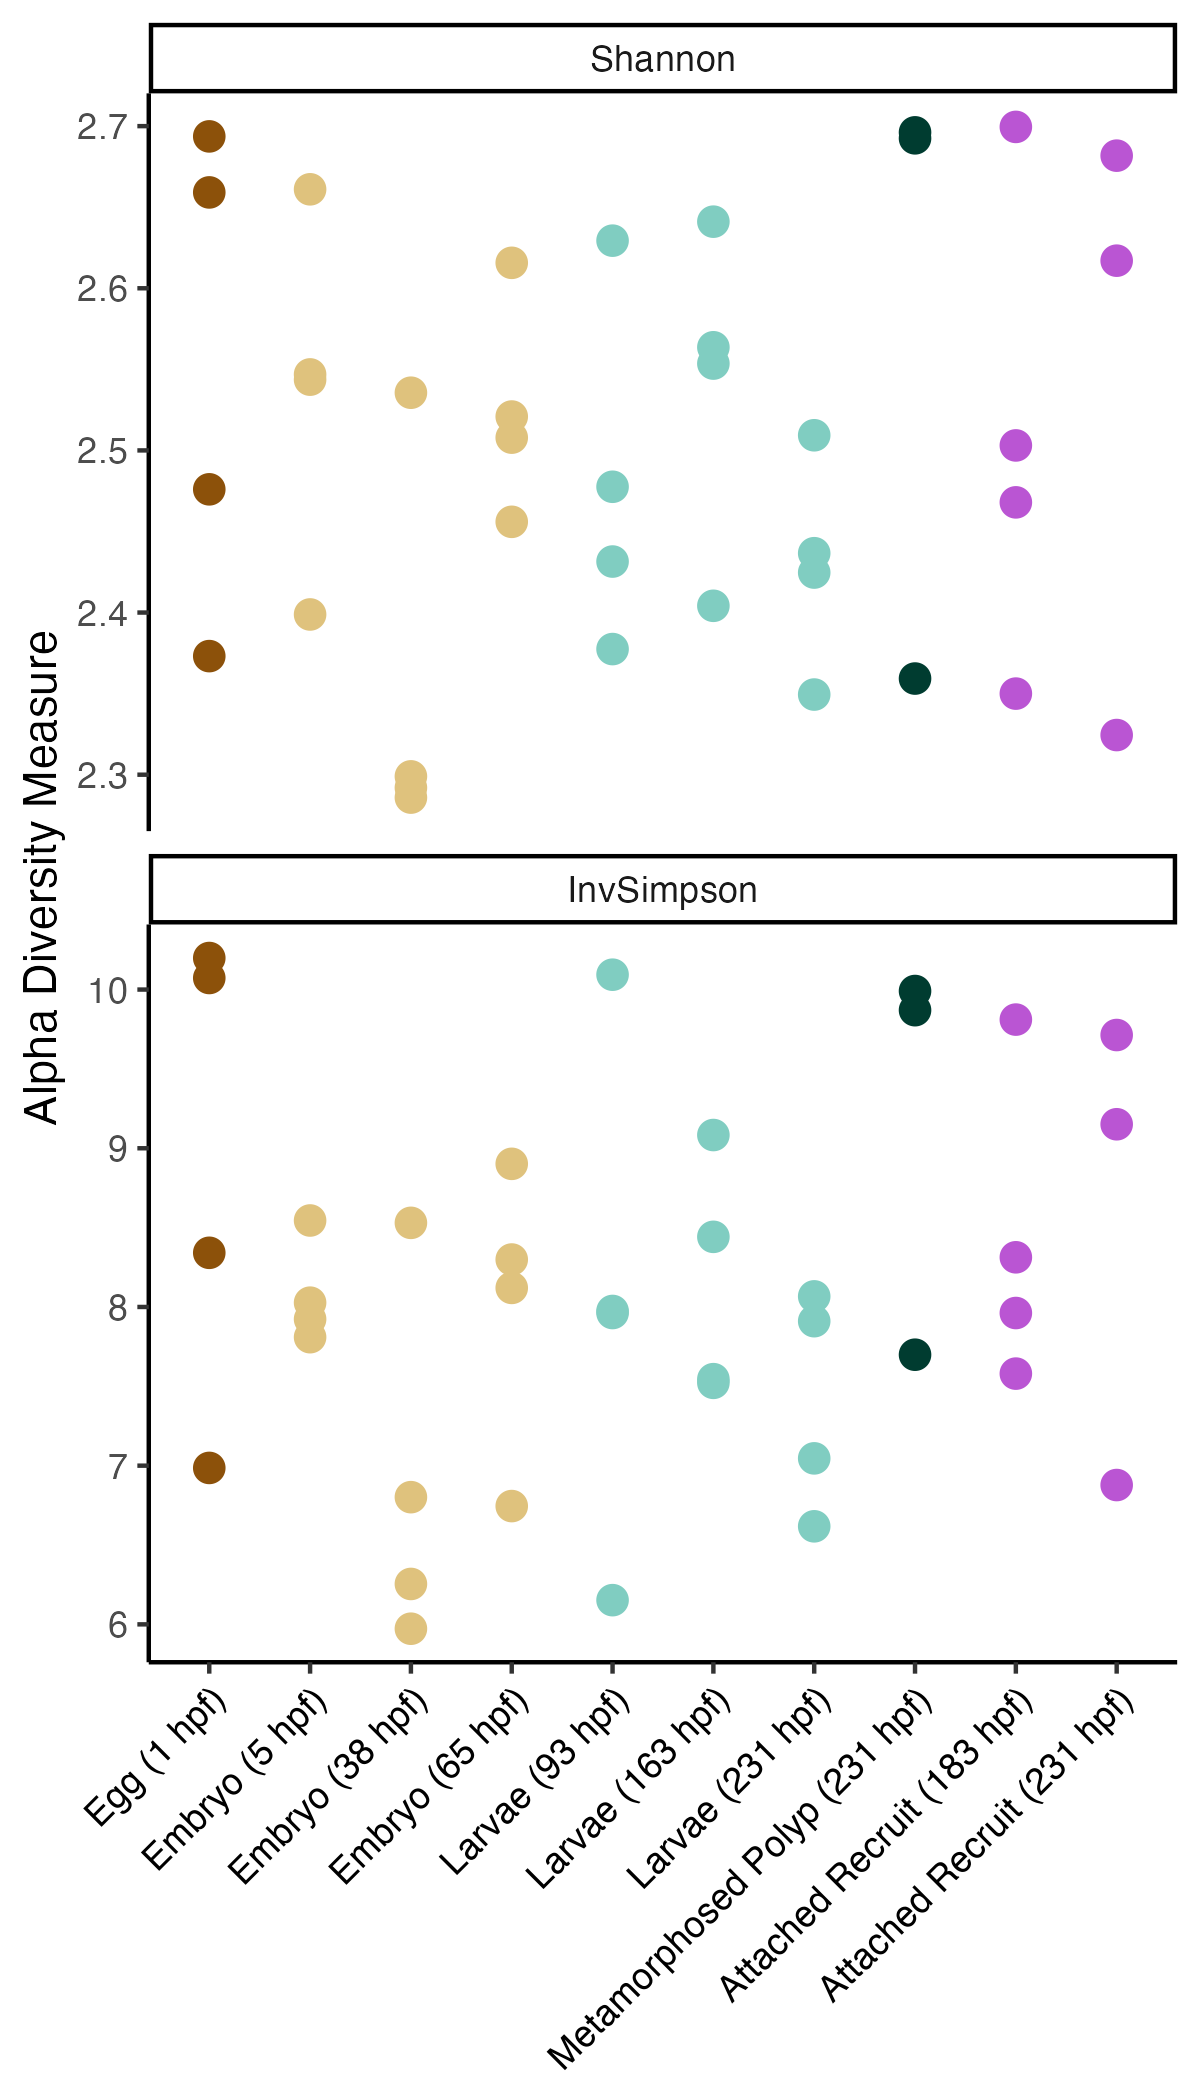 Shannon
2.7
2.6
2.5
2.4
2.3
Alpha Diversity Measure
InvSimpson
10
9
8
7
6
Egg (1 hpf)
Embryo (5 hpf)
Embryo (38 hpf)
Embryo (65 hpf)
Larvae (93 hpf)
Larvae (163 hpf)
Larvae (231 hpf)
Metamorphosed Polyp (231 hpf)
Attached Recruit (183 hpf)
Attached Recruit (231 hpf)